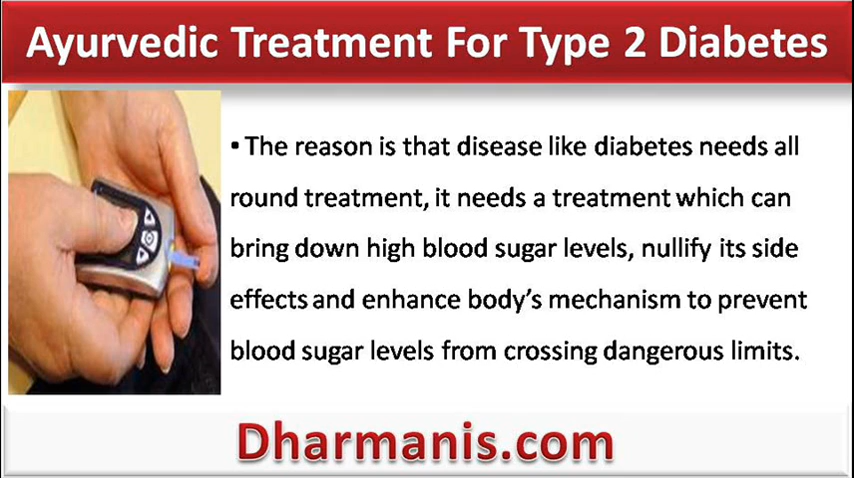 Ayurvedic Treatment For Type 2 Diabetes
• The reason is that disease like diabetes needs all
round treatment, it needs a treatment which can
bring down high blood sugar levels, nullify its side
effects and enhance body’s mechanism to prevent
blood sugar levels from crossing dangerous limits.
Dharmanis.com